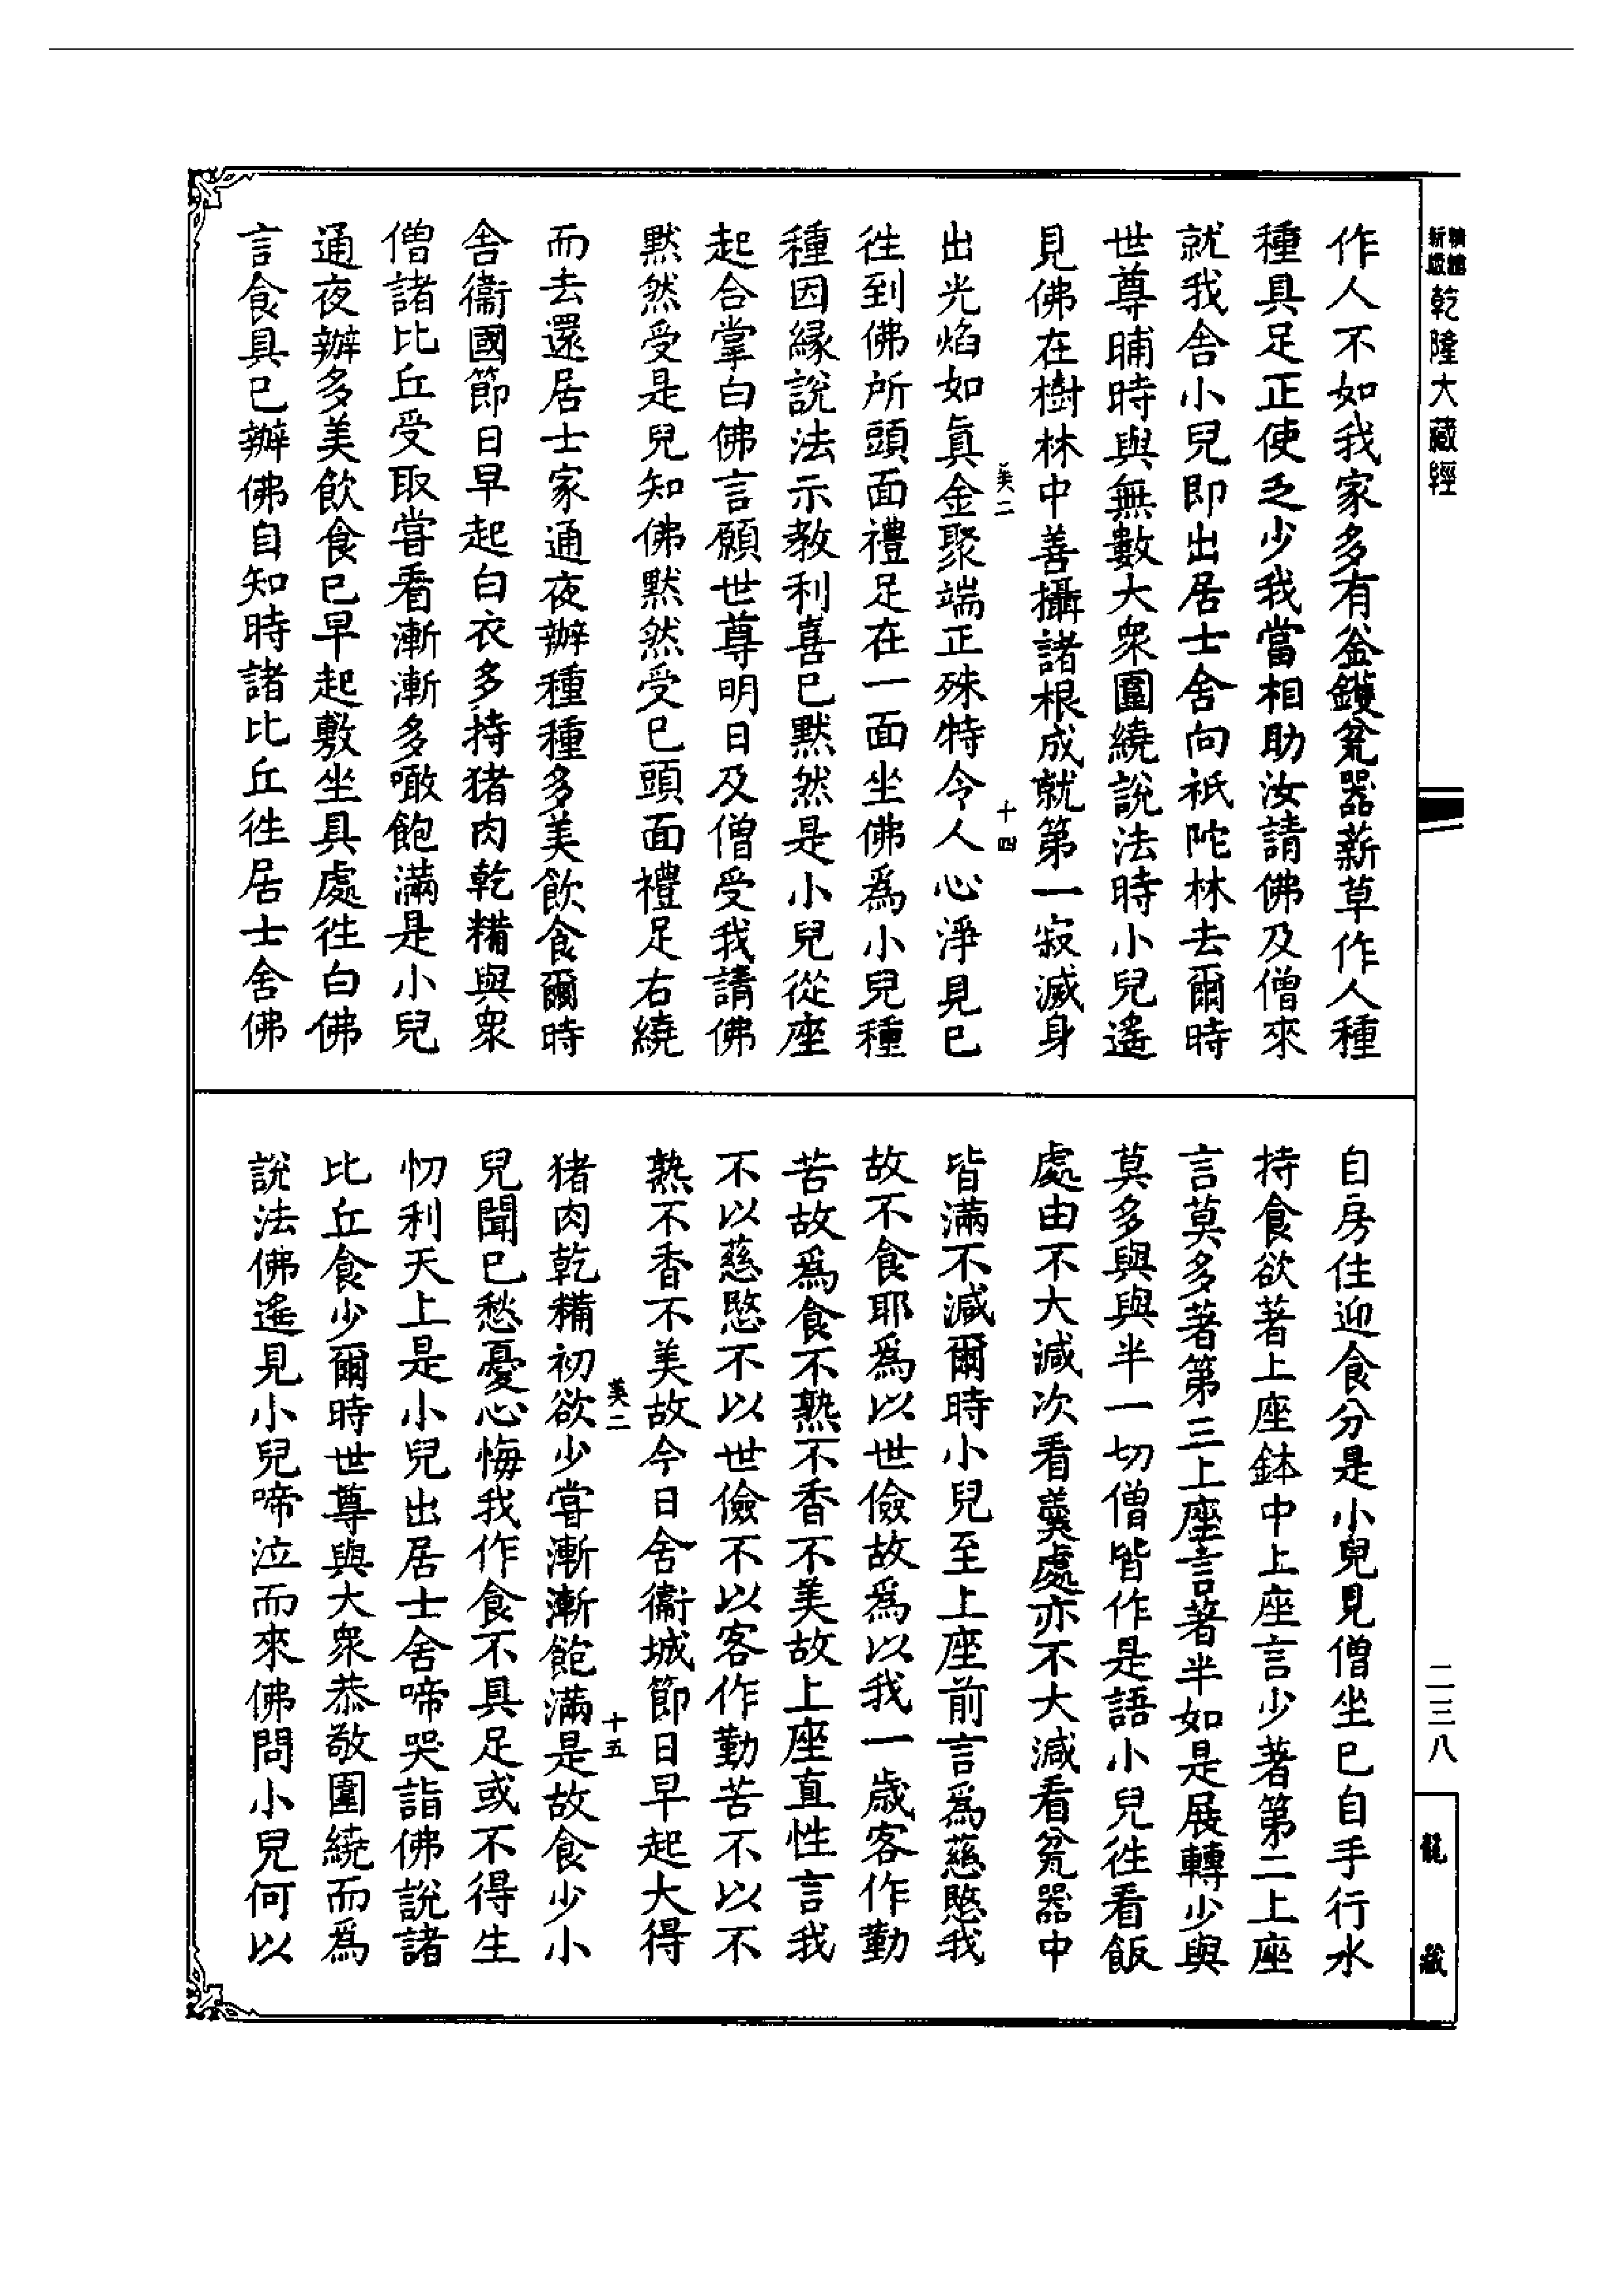 新編縮版乾隆大藏經
作人不如我家多有釜鑊瓫器薪草作人種
種具足正使乏少我當相助汝請佛及僧來
就我舍小兒即出居士舍向祇陀林去爾時
世尊晡時與無數大衆圍繞說法時小兒遙
見佛在樹林中善攝諸根成就第一寂滅身
美二 十四
出光焰如真金聚端正殊特令人心淨見已
徃到佛所頭面禮足在一面坐佛爲小兒種
種因緣說法示教利喜已默然是小兒從座
起合掌白佛言願世尊明日及僧受我請佛
默然受是兒知佛默然受已頭面禮足右繞
而去還居士家通夜辦種種多美飲食爾時
舍衞國節日早起白衣多持猪肉乾糒與衆
僧諸比丘受取甞看漸漸多噉飽滿是小兒
通夜辦多美飲食已早起敷坐具處徃白佛
言食具已辦佛自知時諸比丘徃居士舍佛
自房住迎食分是小兒見僧坐已自手行水
持食欲著上座鉢中上座言少著第二上座
言莫多著第三上座言著半如是展轉少與
莫多與與半一切僧皆作是語小兒徃看飯
處由不大減次看羹處亦不大減看瓫器中
皆滿不減爾時小兒至上座前言爲慈愍我
故不食耶爲以世儉故爲以我一歲客作勤
苦故爲食不熟不香不美故上座直性言我
不以慈愍不以世儉不以客作勤苦不以不
熟不香不美故今日舍衞城節日早起大得
美二 十五
猪肉乾糒初欲少甞漸漸飽滿是故食少小
兒聞已愁憂心悔我作食不具足或不得生
忉利天上是小兒出居士舍啼哭詣佛說諸
比丘食少爾時世尊與大衆恭敬圍繞而爲
說法佛遙見小兒啼泣而來佛問小兒何以
二三八
龍藏